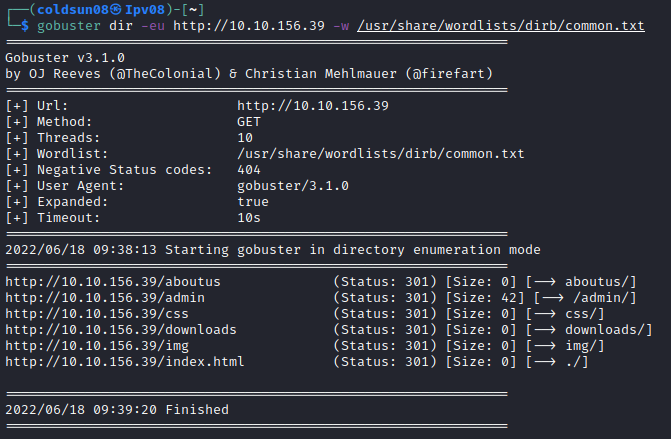 ┌──(coldsun08㉿Ipv08)-[~]
└─$ gobuster dir -eu http://10.10.156.39 -w /usr/share/wordlists/dirb/common.txt
===============================================================
Gobuster v3.1.0
by OJ Reeves (@TheColonial) & Christian Mehlmauer (@firefart)
===============================================================
[+] Url:                     http://10.10.156.39
[+] Method:                  GET
[+] Threads:                 10
[+] Wordlist:                /usr/share/wordlists/dirb/common.txt
[+] Negative Status codes:   404
[+] User Agent:              gobuster/3.1.0
[+] Expanded:                true
[+] Timeout:                 10s
===============================================================
2022/06/18 09:38:13 Starting gobuster in directory enumeration mode
===============================================================
http://10.10.156.39/aboutus              (Status: 301) [Size: 0] [--> aboutus/]
http://10.10.156.39/admin                (Status: 301) [Size: 42] [--> /admin/]
http://10.10.156.39/css                  (Status: 301) [Size: 0] [--> css/]
http://10.10.156.39/downloads            (Status: 301) [Size: 0] [--> downloads/]
http://10.10.156.39/img                  (Status: 301) [Size: 0] [--> img/]
http://10.10.156.39/index.html           (Status: 301) [Size: 0] [--> ./]
===============================================================
2022/06/18 09:39:20 Finished
===============================================================